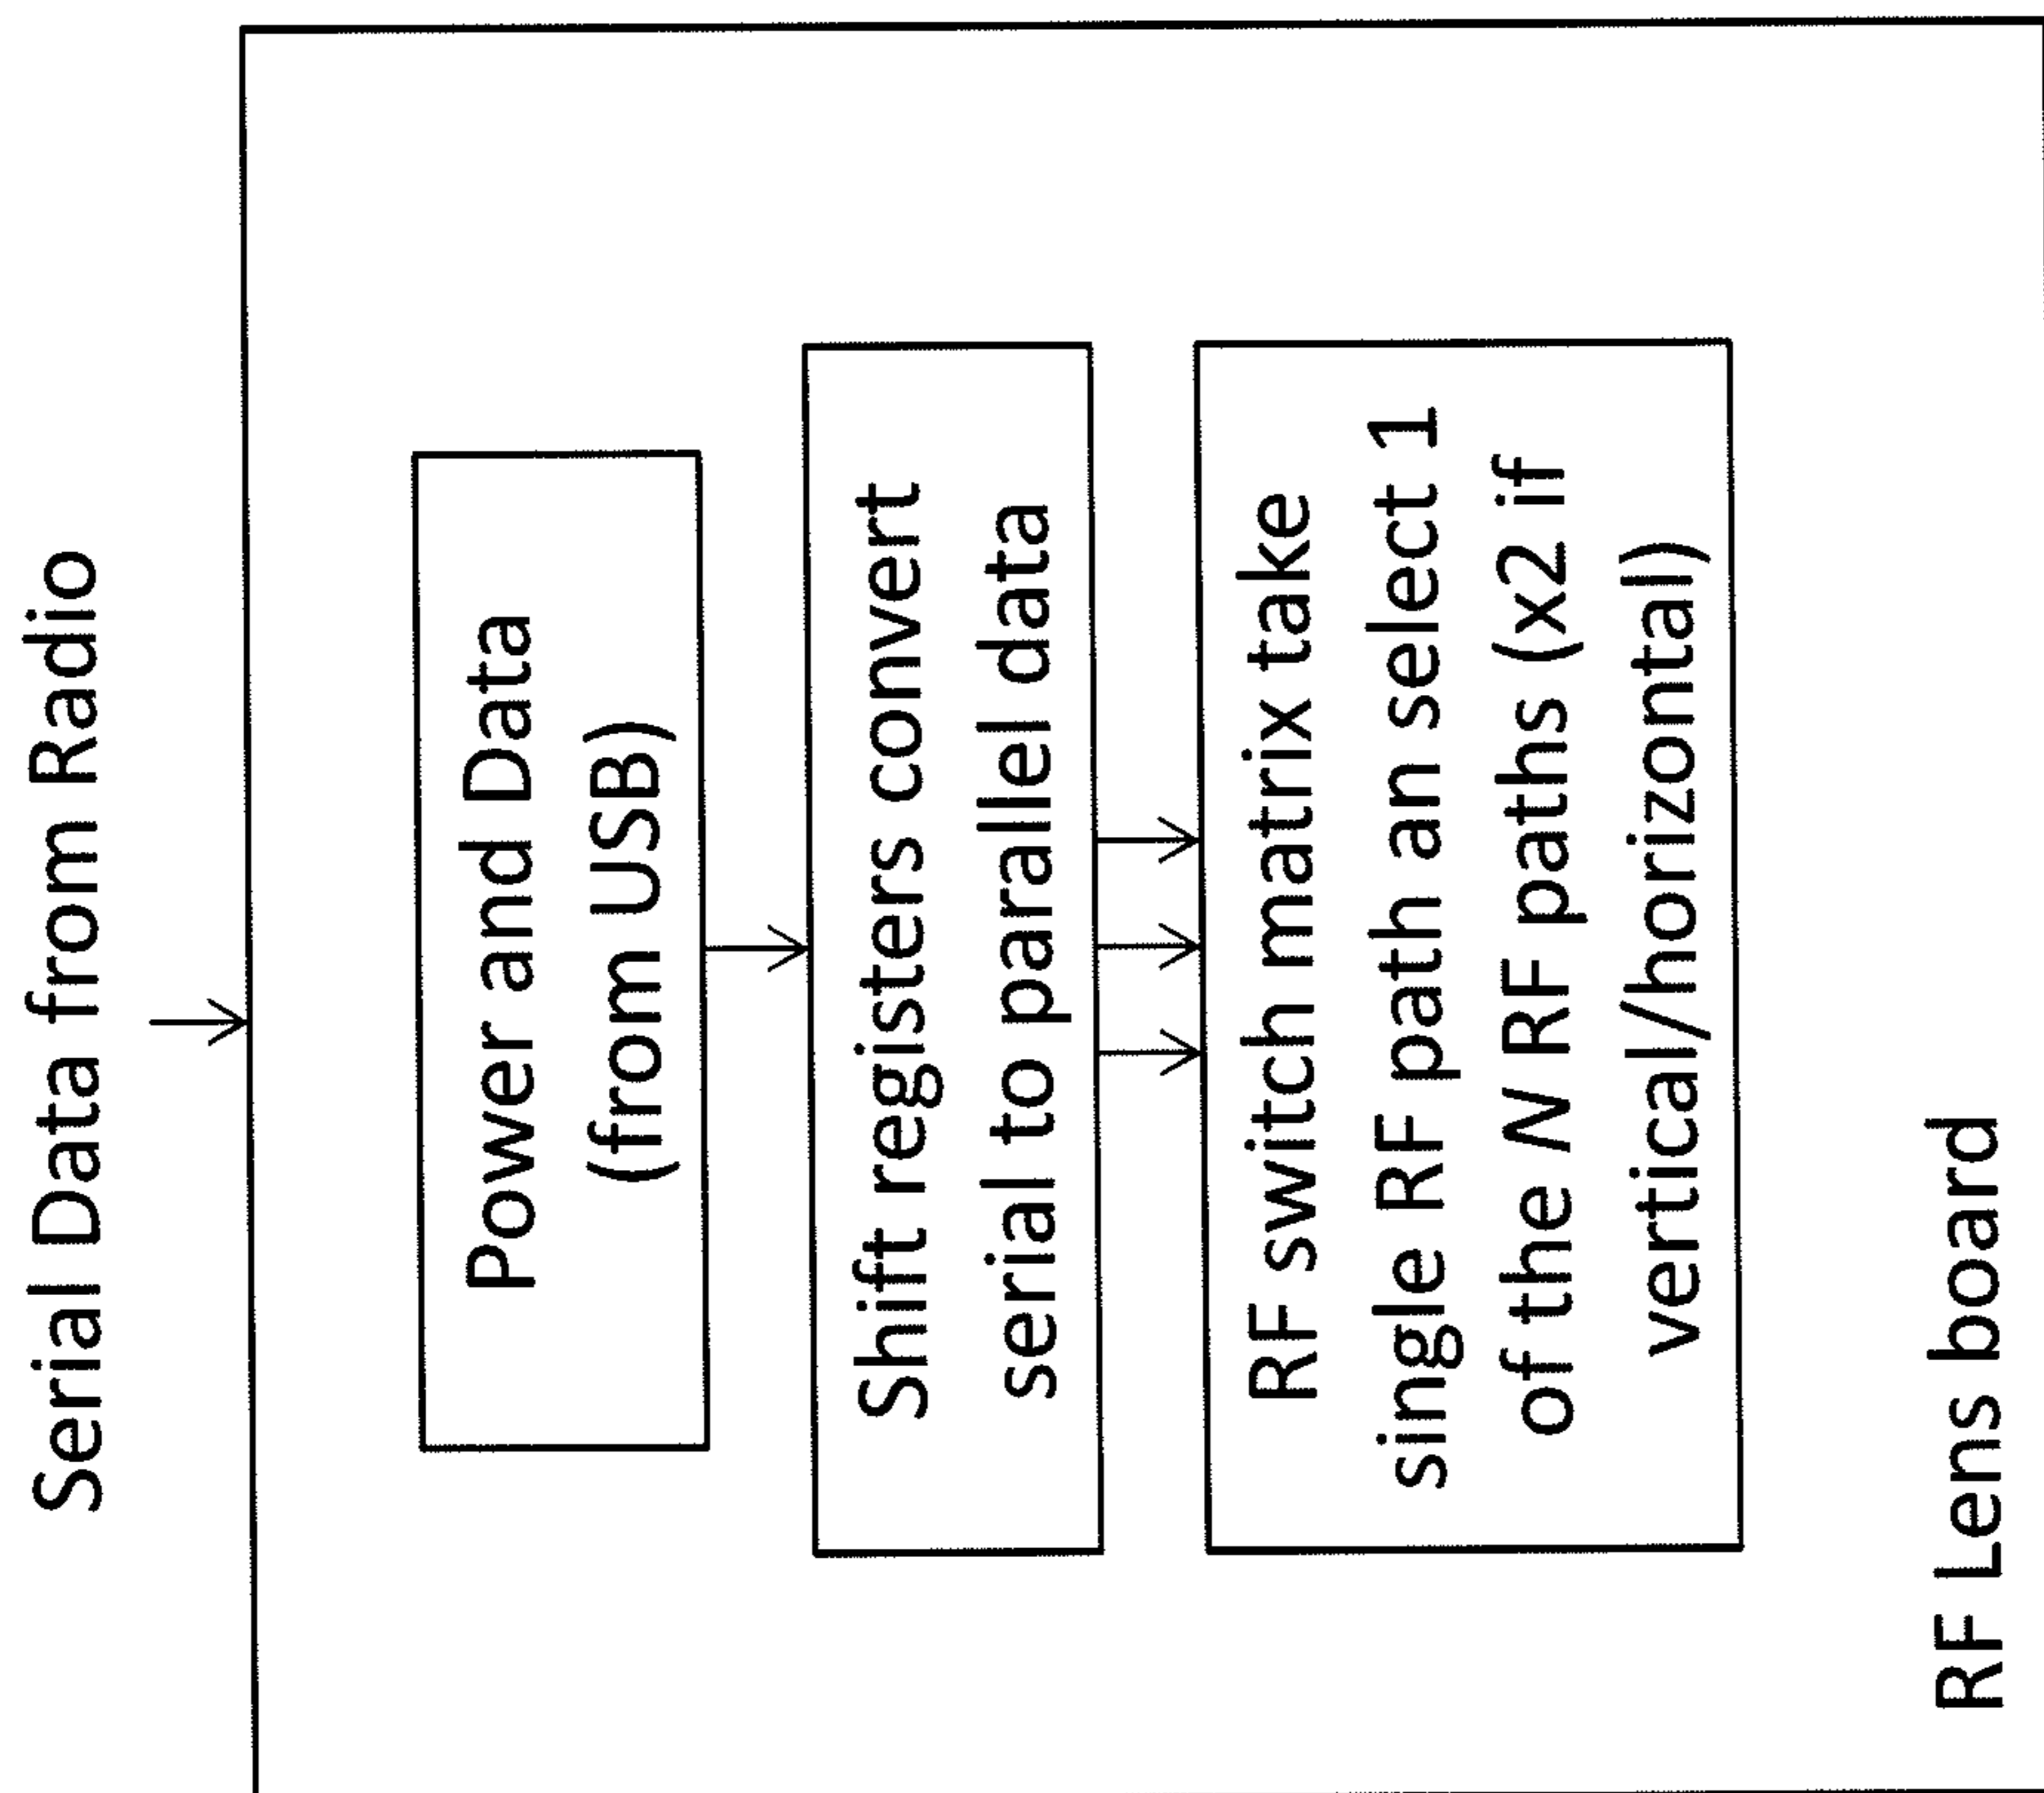 Serial Data from Radio
Power and Data
(from USB)
Shift registers convert
serial to parallel data
RF switch matrix take
single RF path an select 1
of the N RF paths (x2 if
vertical/horizontal)
RF Lens board